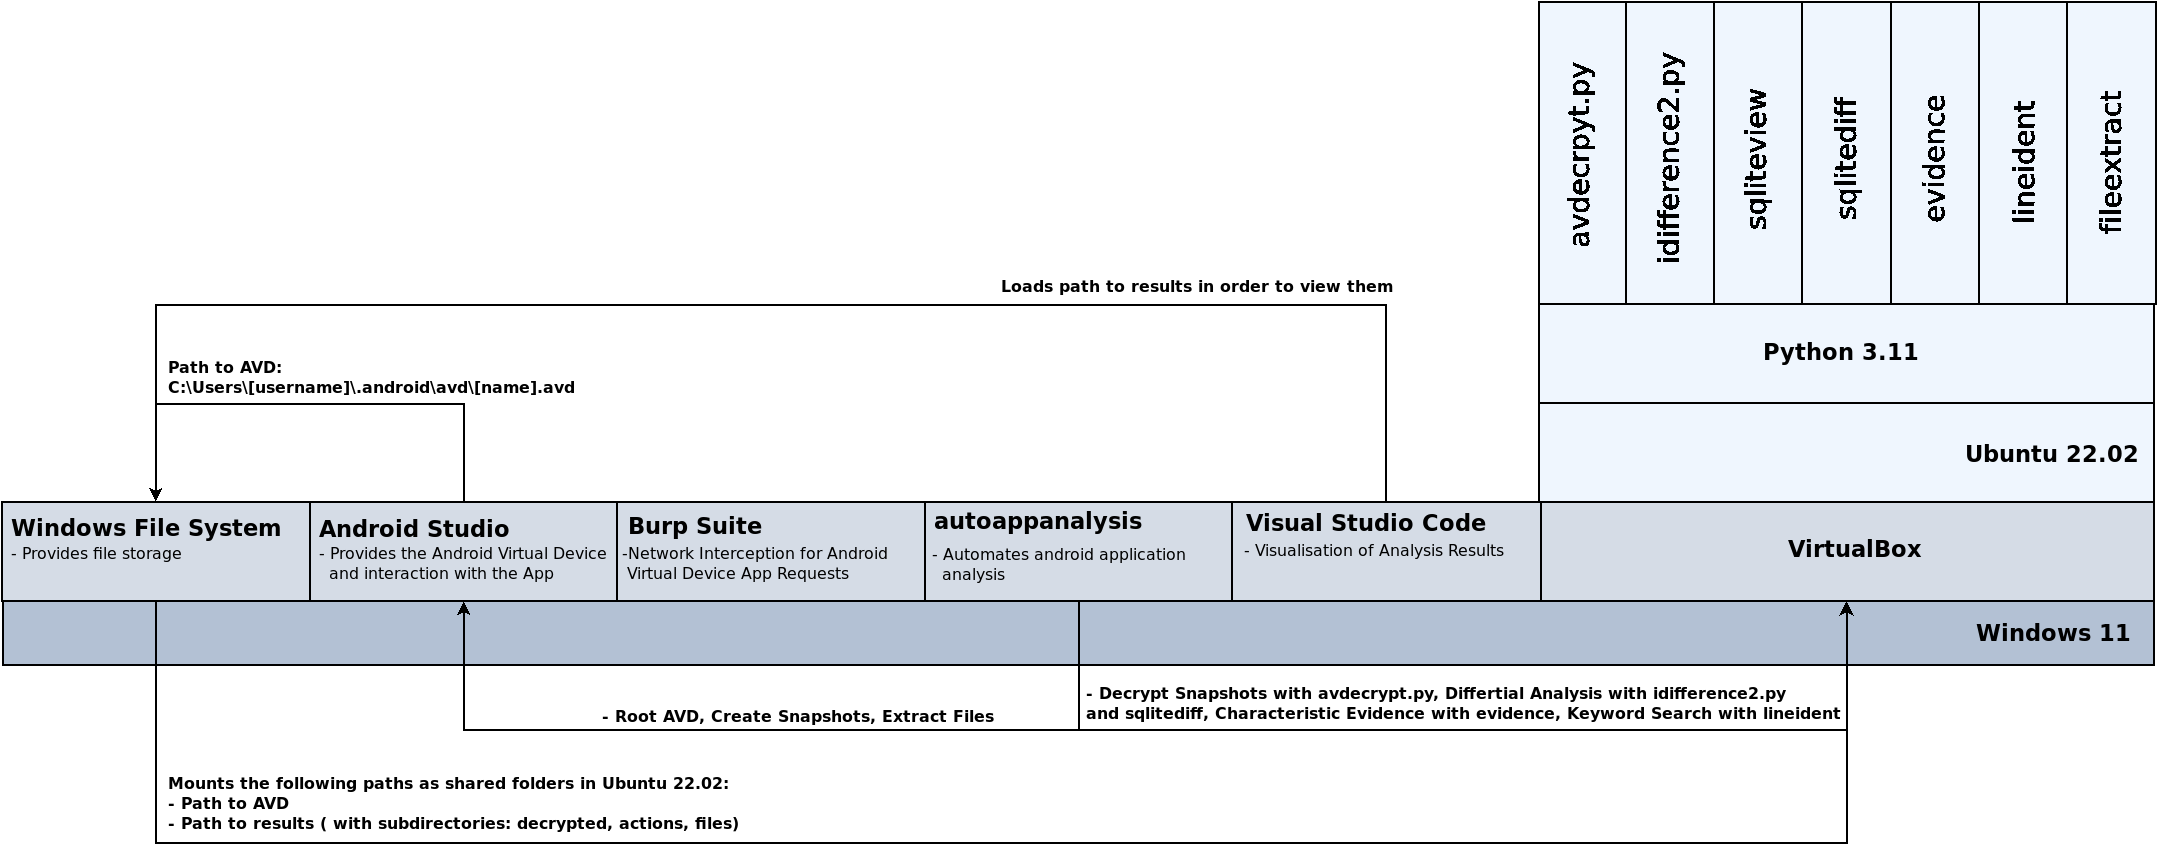 avdecrpyt.py
idifference2.py
sqliteview
sqlitediff
evidence
lineident
fileextract
Loads path to results in order to view them
Python 3.11
Path to AVD:
C:\Users\[username]\.android\avd\[name].avd
Ubuntu 22.02
Windows File System
- Provides file storage
Android Studio
- Provides the Android Virtual Device
and interaction with the App
Burp Suite
-Network Interception for Android
Virtual Device App Requests
autoappanalysis
- Automates android application
analysis
Visual Studio Code
- Visualisation of Analysis Results
VirtualBox
Windows 11
- Root AVD, Create Snapshots, Extract Files
- Decrypt Snapshots with avdecrypt.py, Differtial Analysis with idifference2.py
and sqlitediff, Characteristic Evidence with evidence, Keyword Search with lineident
Mounts the following paths as shared folders in Ubuntu 22.02:
- Path to AVD
- Path to results ( with subdirectories: decrypted, actions, files)